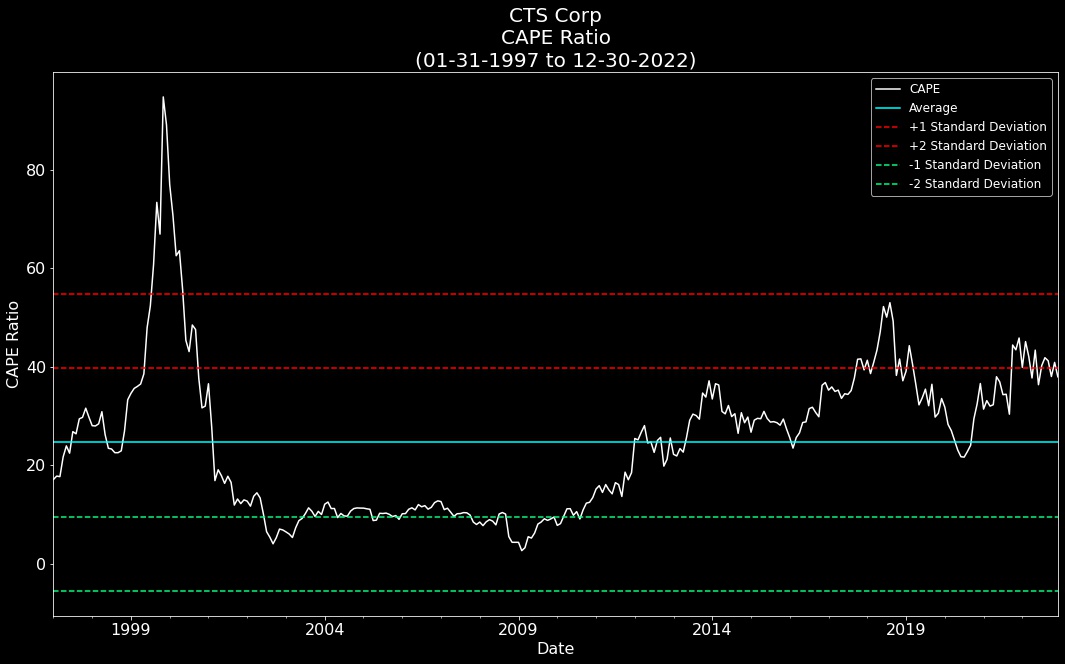 CTS Corp
CAPE Ratio
(01-31-1997 to 12-30-2022)
CAPE
Average
+1 Standard Deviation
+2 Standard Deviation
-1 Standard Deviation
-2 Standard Deviation
CAPE Ratio
80
60
40
20
0
1999 2004 2009 2014 2019
Date